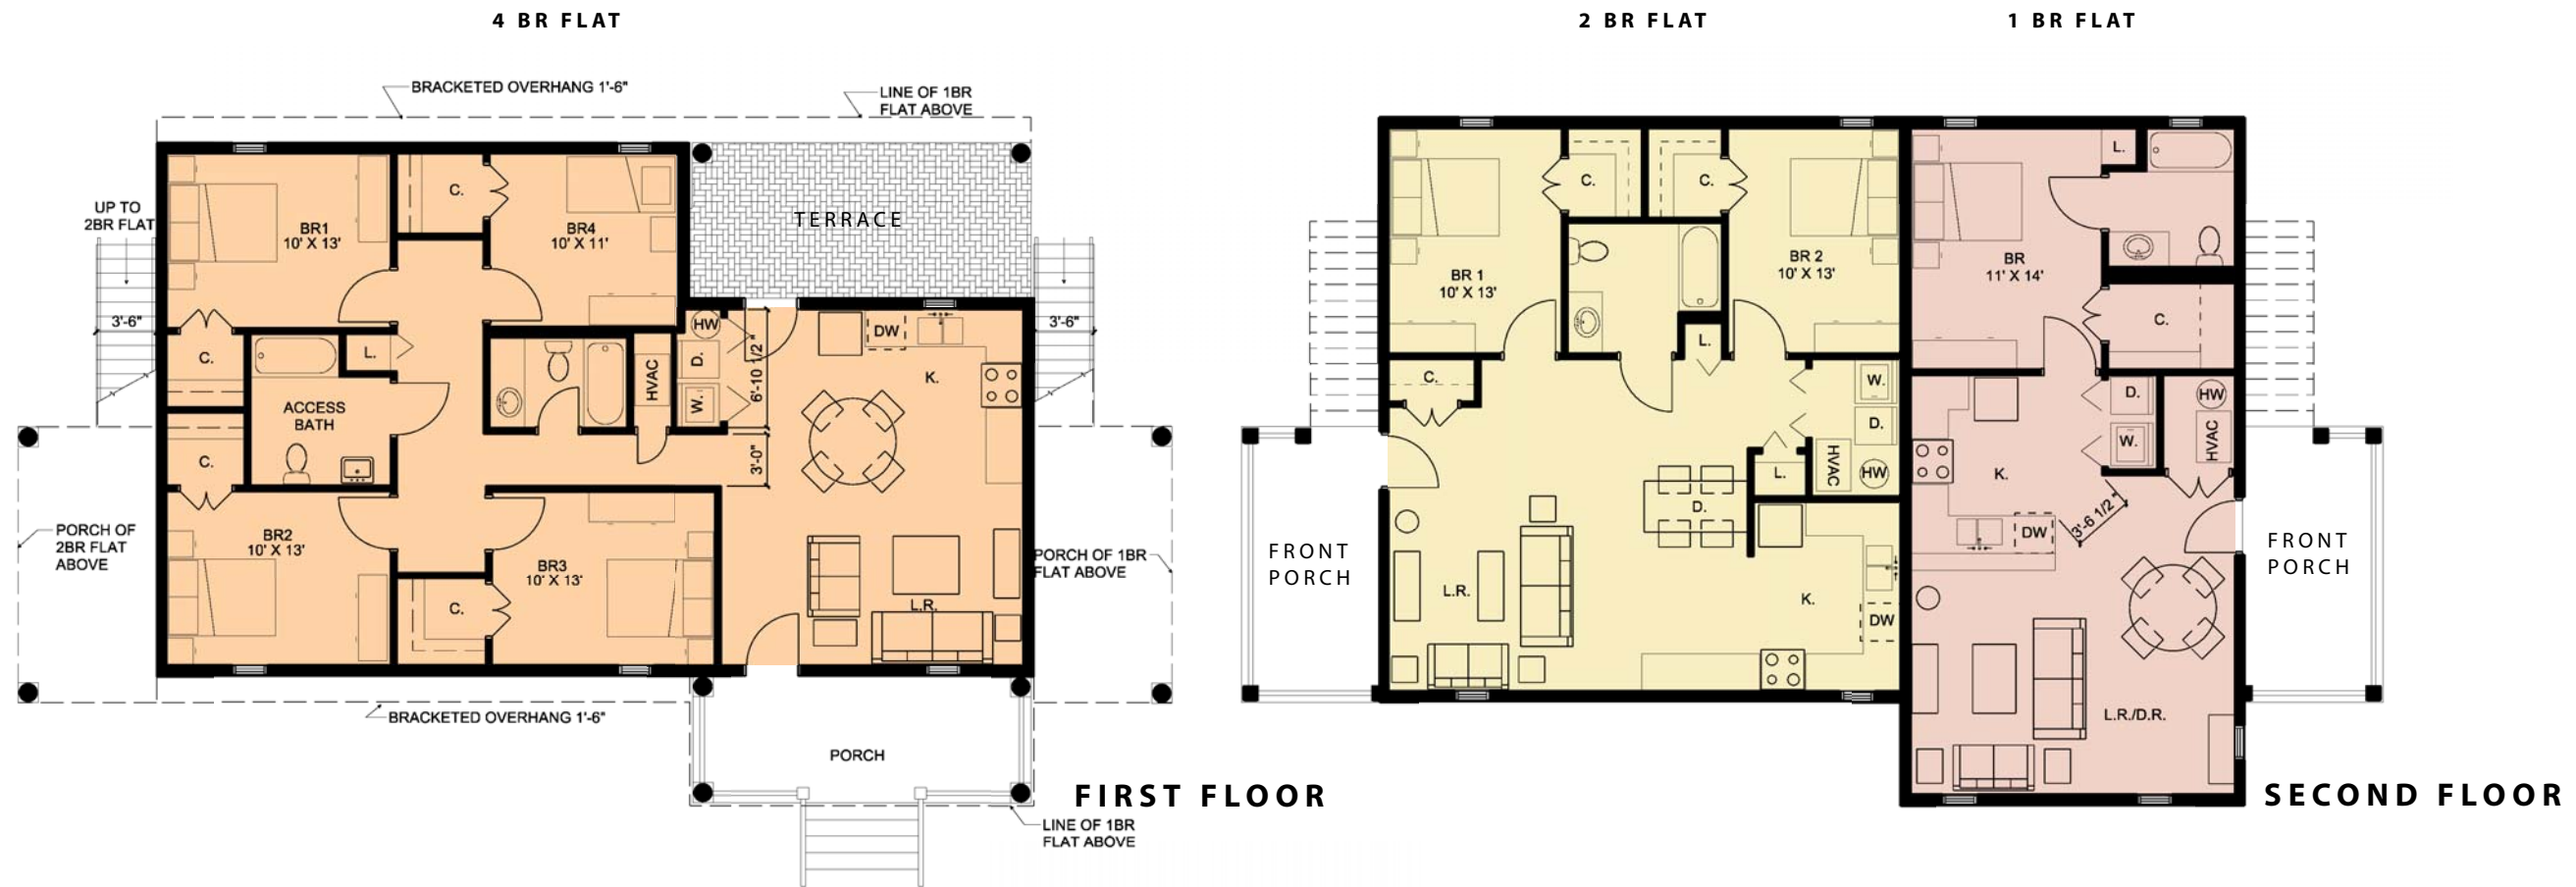 4 BR FLAT
2 BR FLAT
1 BR FLAT
BRACKETED OVERHANG 1'-6"
LINE OF 1BR
FLAT ABOVE
UP TO
2BR FLAT
3'-6"
BR1
10' X 13'
C.
BR4
10' X 11'
TERRACE
3'-6"
C.
L.
ACCESS
BATH
C.
HVAC
HW
D.
W.
6'-10 1/2"
3'-0"
DW
K.
BR2
10' X 13'
C.
BR3
10' X 13'
L.R.
PORCH OF
2BR FLAT
ABOVE
PORCH OF 1BR
FLAT ABOVE
BRACKETED OVERHANG 1'-6"
PORCH
LINE OF 1BR
FLAT ABOVE
FIRST FLOOR
C.
C.
BR 1
10' X 13'
BR 2
10' X 13'
L.
C.
W.
D.
HVAC
HW
L.
D.
L.R.
K.
DW
FRONT
PORCH
L.
BR
11' X 14'
C.
D.
W.
HW
HVAC
K.
DW
3'-6 1/2"
L.R./D.R.
FRONT
PORCH
SECOND FLOOR